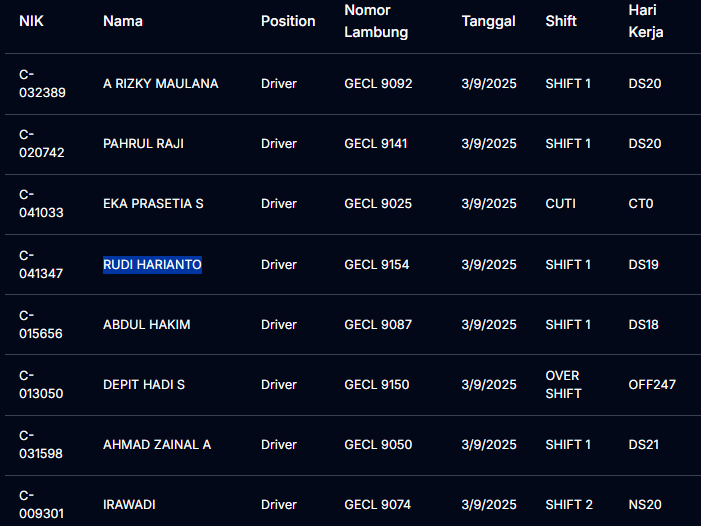 NIK Nama Position Nomor Lambung Tanggal Shift Hari Kerja
C-032389 A RIZKY MAULANA Driver GECL 9092 3/9/2025 SHIFT 1 DS20
C-020742 PAHRUL RAJI Driver GECL 9141 3/9/2025 SHIFT 1 DS20
C-041033 EKA PRASETIA S Driver GECL 9025 3/9/2025 CUTI CT0
C-041347 RUDI HARIANTO Driver GECL 9154 3/9/2025 SHIFT 1 DS19
C-015656 ABDUL HAKIM Driver GECL 9087 3/9/2025 SHIFT 1 DS18
C-013050 DEPIT HADI S Driver GECL 9150 3/9/2025 OVER SHIFT OFF247
C-031598 AHMAD ZAINAL A Driver GECL 9050 3/9/2025 SHIFT 1 DS21
C-009301 IRAWADI Driver GECL 9074 3/9/2025 SHIFT 2 NS20